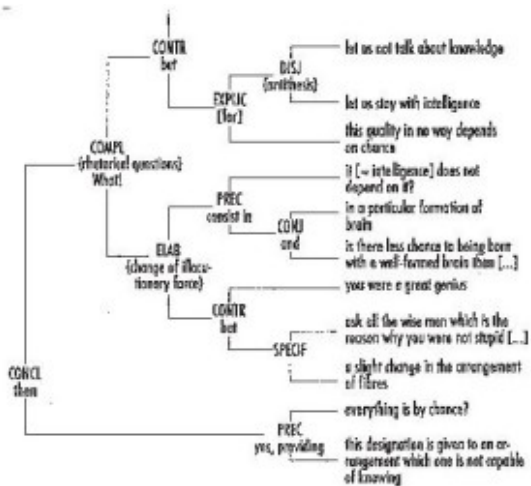 CONTR
but
let us not talk about knowledge
DISJ
(antithesis)
EXPLIC
[for]
let us stay with intelligence
this quality in no way depends
on chance
COMPL
(rhetorical questions)
What!
if [= intelligence] does not
depend on it?
PREC
consist in
in a particular formation of
brain
CONJ
and
is there less chance to being born
with a well-formed brain then [...]
ELAB
(change of illocu-
tionary force)
you were a great genius
CONTR
but
ask all the wise men which is the
reason why you were not stupid [...]
SPECIF
a slight change in the arrangement
of fibres
CONCL
then
everything is by chance?
PREC
yes, providing
this designation is given to an ar-
rangement which one is not capable
of knowing